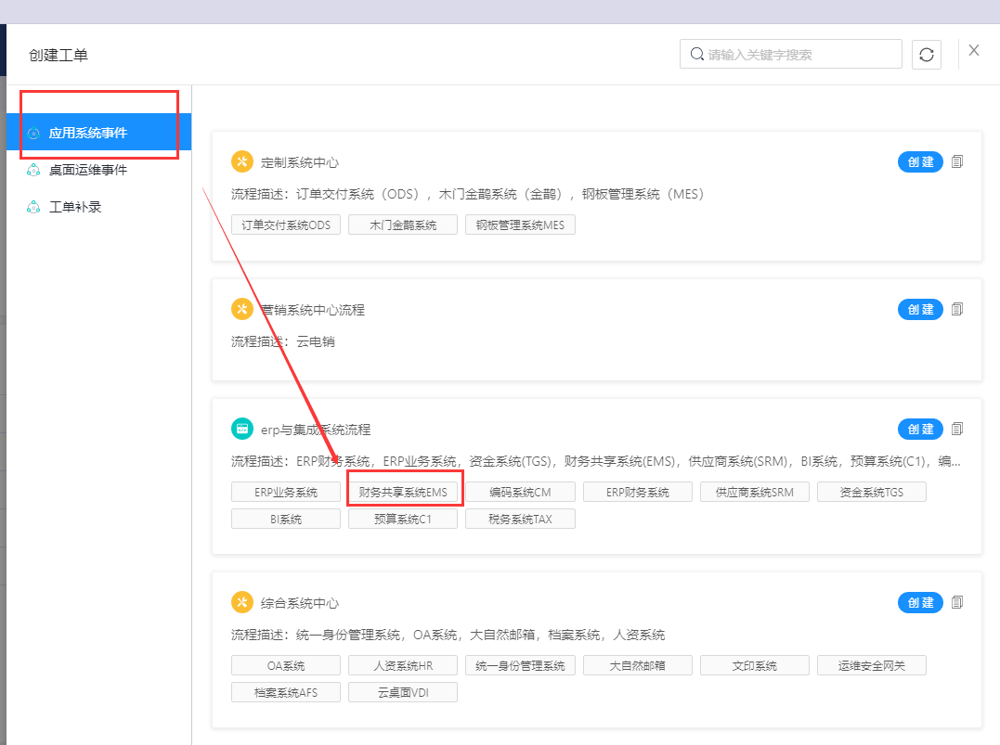 创建工单
请输入关键字搜索
应用系统事件
桌面运维事件
工单补录
定制系统中心
创建
流程描述：订单交付系统（ODS），木门金鹊系统（金鹊），钢板管理系统（MES）
订单交付系统ODS 木门金鹊系统 钢板管理系统MES
营销系统中心流程
创建
流程描述：云电销
erp与集成系统流程
创建
流程描述：ERP财务系统，ERP业务系统，资金系统(TGS)，财务共享系统(EMS)，供应商系统(SRM)，BI系统，预算系统(C1)，编...
ERP业务系统 财务共享系统EMS 编码系统CM ERP财务系统 供应商系统SRM 资金系统TGS
BI系统 预算系统C1 税务系统TAX
综合系统中心
创建
流程描述：统一身份管理系统，OA系统，大自然邮箱，档案系统，人资系统
OA系统 人资系统HR 统一身份管理系统 大自然邮箱 文印系统 运维安全网关
档案系统AFS 云桌面VDI